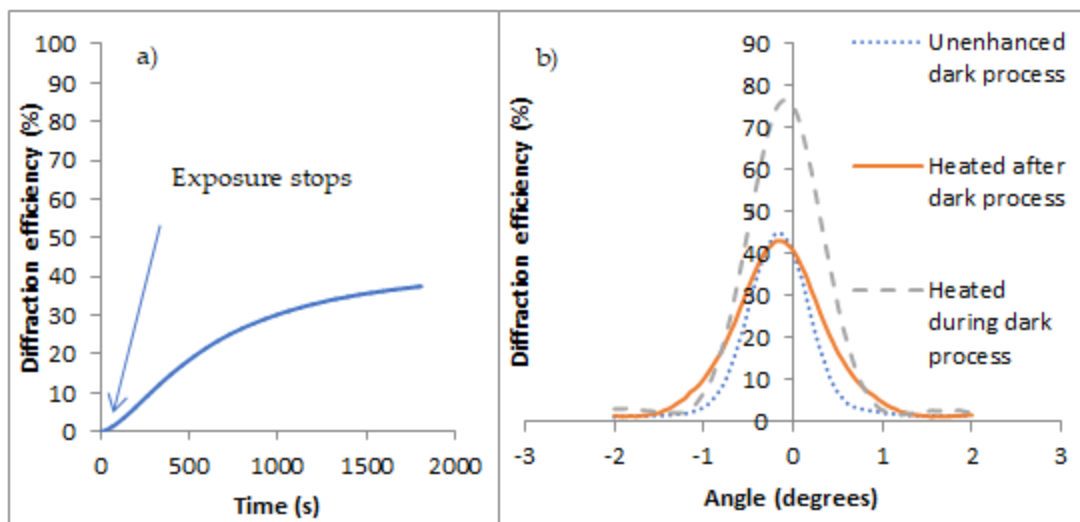 a)
Diffraction efficiency (%)
100
90
80
70
60
50
40
30
20
10
0
Exposure stops
0 500 1000 1500 2000
Time (s)
b)
Diffraction efficiency (%)
90
80
70
60
50
40
30
20
10
0
-3 -2 -1 0 1 2 3
Angle (degrees)
Unenhanced
dark process
Heated after
dark process
Heated
during dark
process